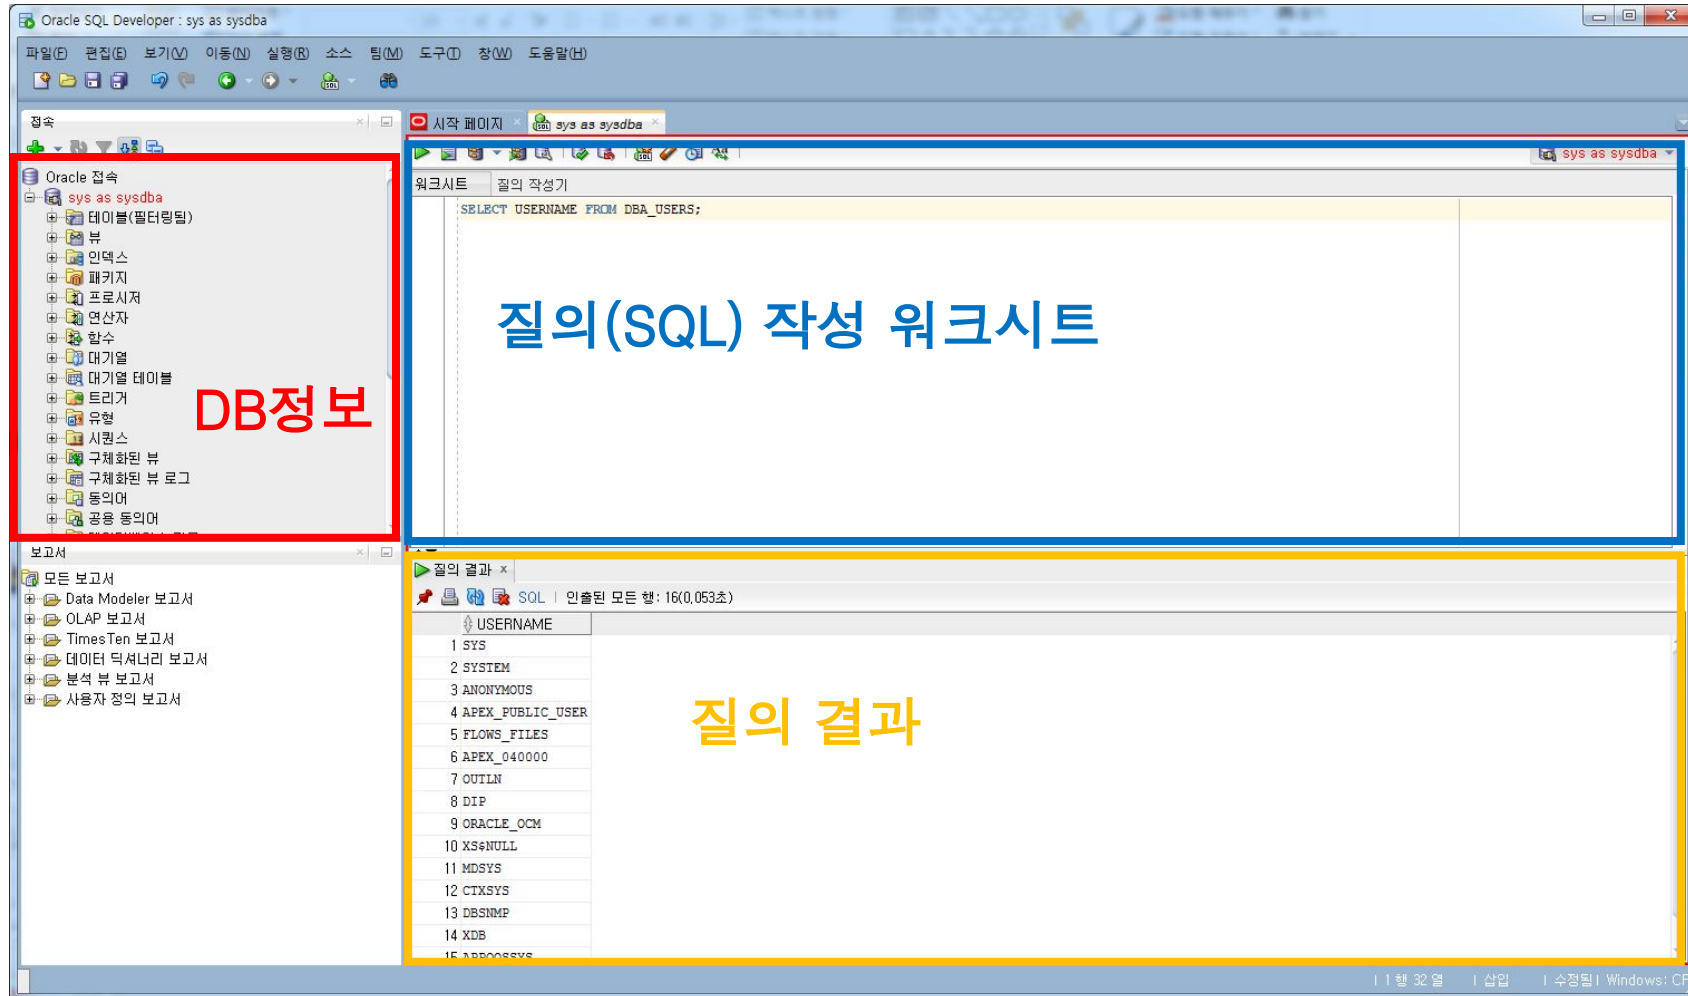 Oracle SQL Developer : sys as sysdba
파일(F) 편집(E) 보기(V) 이동(N) 실행(R) 소스 팀(M) 도구(T) 창(W) 도움말(H)
접속
시작 페이지
sys as sysdba
Oracle 접속
sys as sysdba
테이블(필터링됨)
뷰
인덱스
패키지
프로시저
연산자
함수
대기열
대기열 테이블
트리거
유형
시퀀스
구체화된 뷰
구체화된 뷰 로그
동의어
공용 동의어
DB정보
sys as sysdba
워크시트 질의 작성기
SELECT USERNAME FROM DBA_USERS;
질의(SQL) 작성 워크시트
보고서
모든 보고서
Data Modeler 보고서
OLAP 보고서
TimesTen 보고서
데이터 딕셔너리 보고서
분석 뷰 보고서
사용자 정의 보고서
질의 결과
SQL | 인출된 모든 행: 16(0,053초)
USERNAME
1 SYS
2 SYSTEM
3 ANONYMOUS
4 APEX_PUBLIC_USER
5 FLOWS_FILES
6 APEX_040000
7 OUTLN
8 DIP
9 ORACLE_OCM
10 XS$NULL
11 MDSYS
12 CTXSYS
13 DBSNMP
14 XDB
질의 결과
| 1 행 32 열 | 삽입 | 수정됨 | Windows: